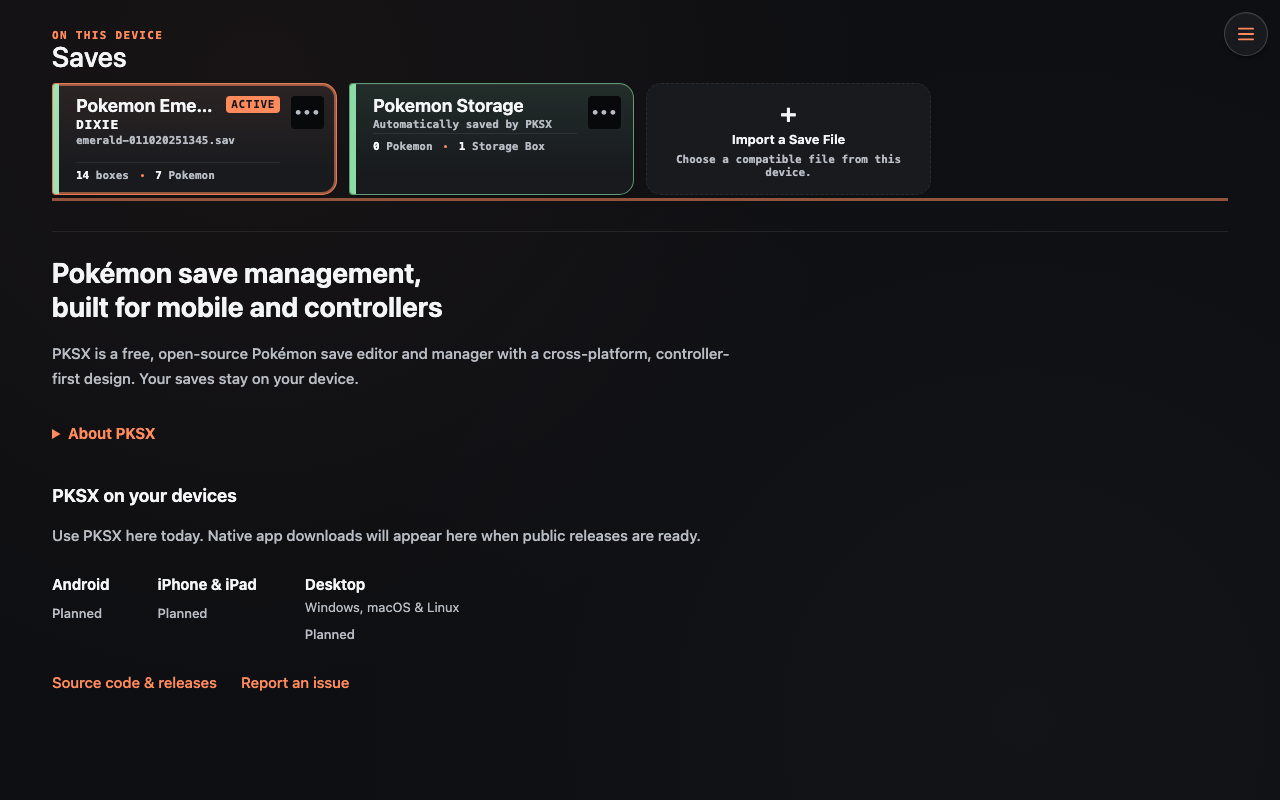 ON THIS DEVICE
Saves
Pokemon Eme...
ACTIVE
DIXIE
emerald-011020251345.sav
14 boxes • 7 Pokemon
Pokemon Storage
Automatically saved by PKSX
0 Pokemon • 1 Storage Box
+
Import a Save File
Choose a compatible file from this
device.
Pokémon save management,
built for mobile and controllers
PKSX is a free, open-source Pokémon save editor and manager with a cross-platform, controller-
first design. Your saves stay on your device.
About PKSX
PKSX on your devices
Use PKSX here today. Native app downloads will appear here when public releases are ready.
Android
Planned
iPhone & iPad
Planned
Desktop
Windows, macOS & Linux
Planned
Source code & releases
Report an issue